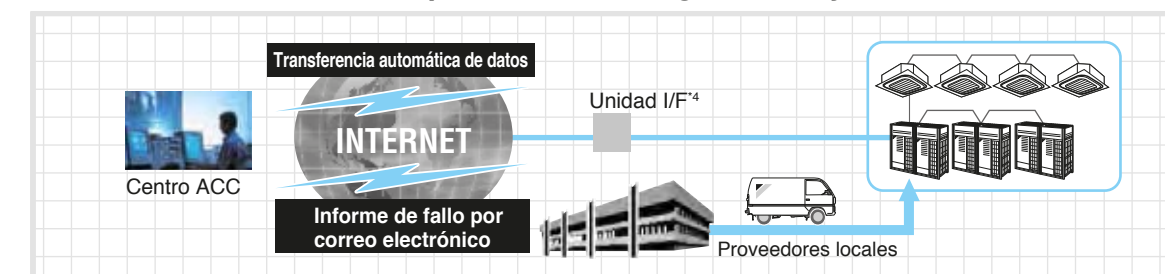 Transferencia automática de datos
INTERNET
Unidad I/F*4
Centro ACC
Informe de fallo por
correo electrónico
Proveedores locales